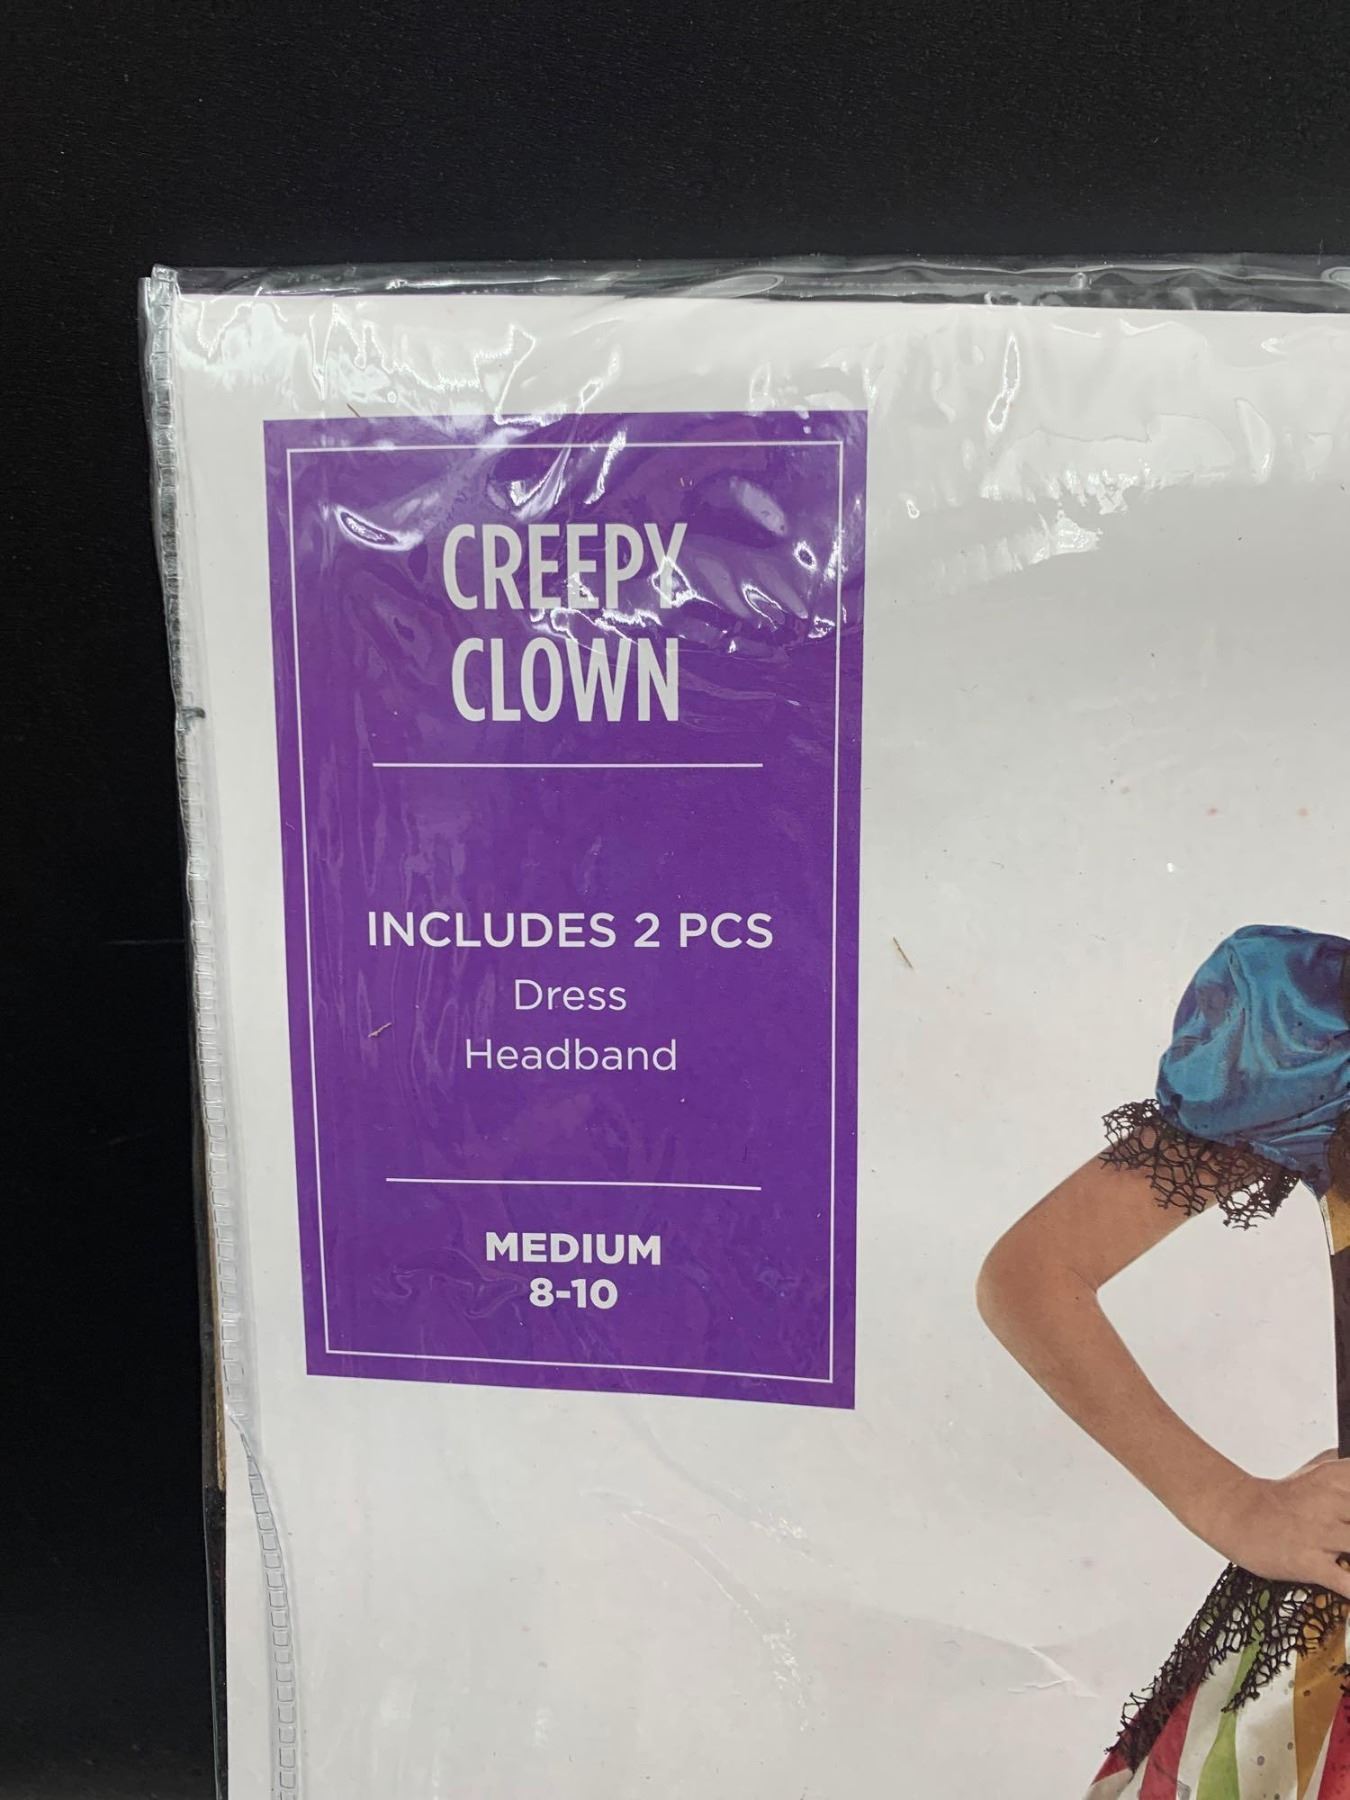 CREEPY
CLOWN
INCLUDES 2 PCS
Dress
Headband
MEDIUM
8-10